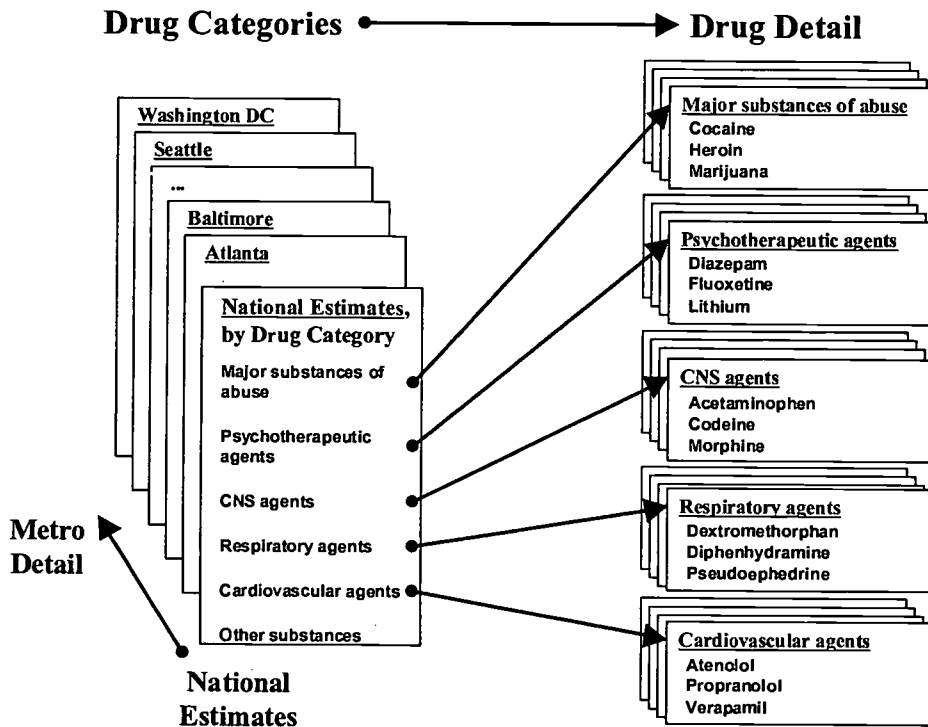 Drug Categories
Drug Detail
Washington DC
Seattle
...
Baltimore
Atlanta
National Estimates,
by Drug Category
Major substances of
abuse
Psychotherapeutic
agents
CNS agents
Respiratory agents
Cardiovascular agents
Other substances
Metro
Detail
National
Estimates
Major substances of abuse
Cocaine
Heroin
Marijuana
Psychotherapeutic agents
Diazepam
Fluoxetine
Lithium
CNS agents
Acetaminophen
Codeine
Morphine
Respiratory agents
Dextromethorphan
Diphenhydramine
Pseudoephedrine
Cardiovascular agents
Atenolol
Propranolol
Verapamil